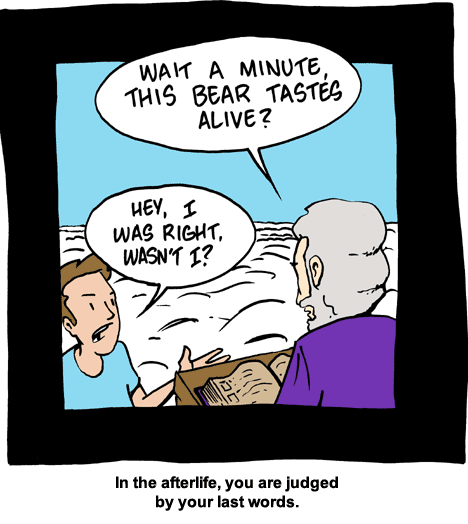 WAIT A MINUTE,
THIS BEAR TASTES
ALIVE?
HEY, I
WAS RIGHT,
WASN'T I?
In the afterlife, you are judged
by your last words.